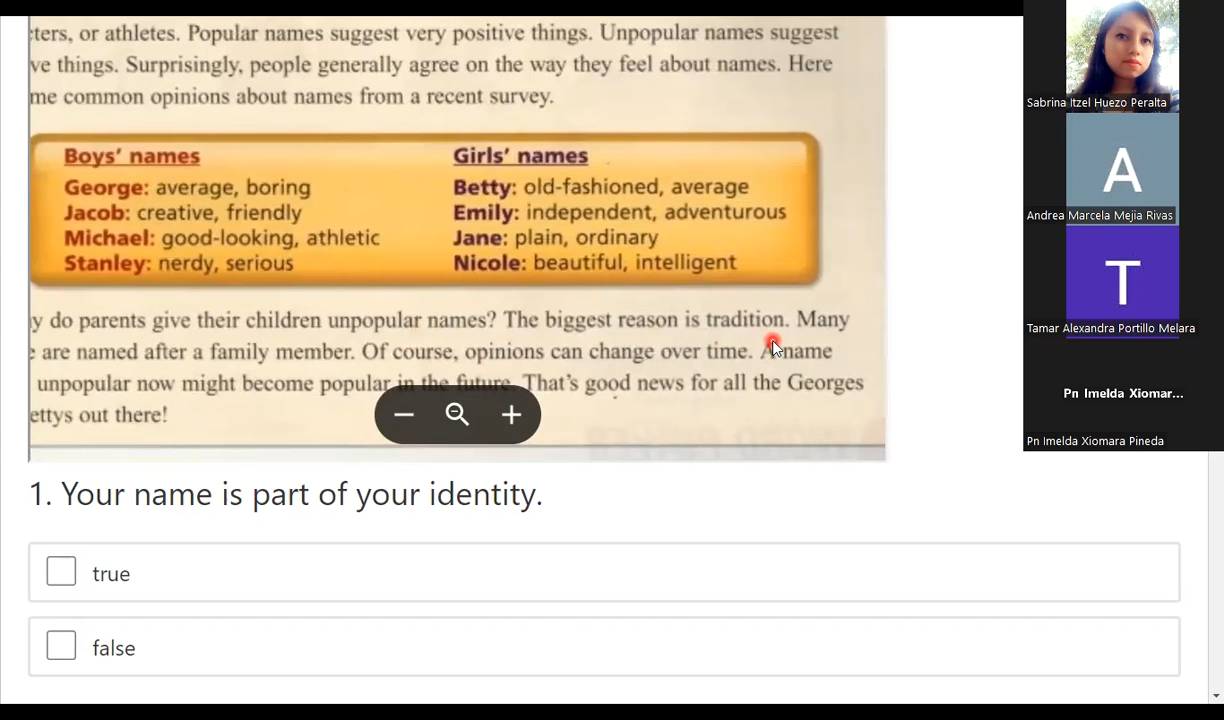 ters, or athletes. Popular names suggest very positive things. Unpopular names suggest
ve things. Surprisingly, people generally agree on the way they feel about names. Here
me common opinions about names from a recent survey.
Boys' names
George: average, boring
Jacob: creative, friendly
Michael: good-looking, athletic
Stanley: nerdy, serious
Girls' names
Betty: old-fashioned, average
Emily: independent, adventurous
Jane: plain, ordinary
Nicole: beautiful, intelligent
y do parents give their children unpopular names? The biggest reason is tradition. Many
e are named after a family member. Of course, opinions can change over time. A name
unpopular now might become popular in the future. That's good news for all the Georges
ettys out there!
1. Your name is part of your identity.
true
false
Sabrina Itzel Huezo Peralta
A
Andrea Marcela Mejia Rivas
T
Tamar Alexandra Portillo Melara
Pn Imelda Xiomar...
Pn Imelda Xiomara Pineda